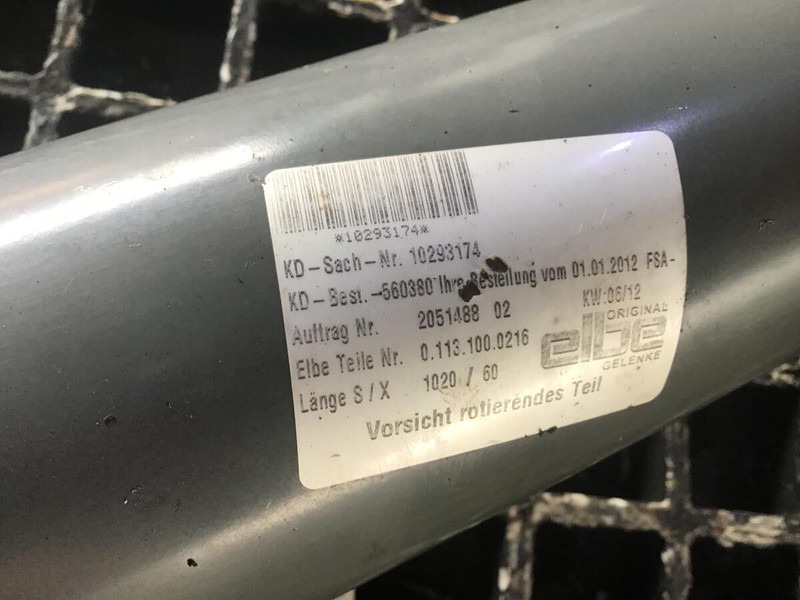 *10293174*
KD-Sach-Nr. 10293174
KD-Best.-560380 Ihre Bestellung vom 01.01.2012 FSA-
KW:06/12
Auftrag Nr. 2051488 02
ORIGINAL
elbe
GELENKE
Elbe Teile Nr. 0.113.100.0216
Länge S/X 1020 / 60
Vorsicht rotierendes Teil